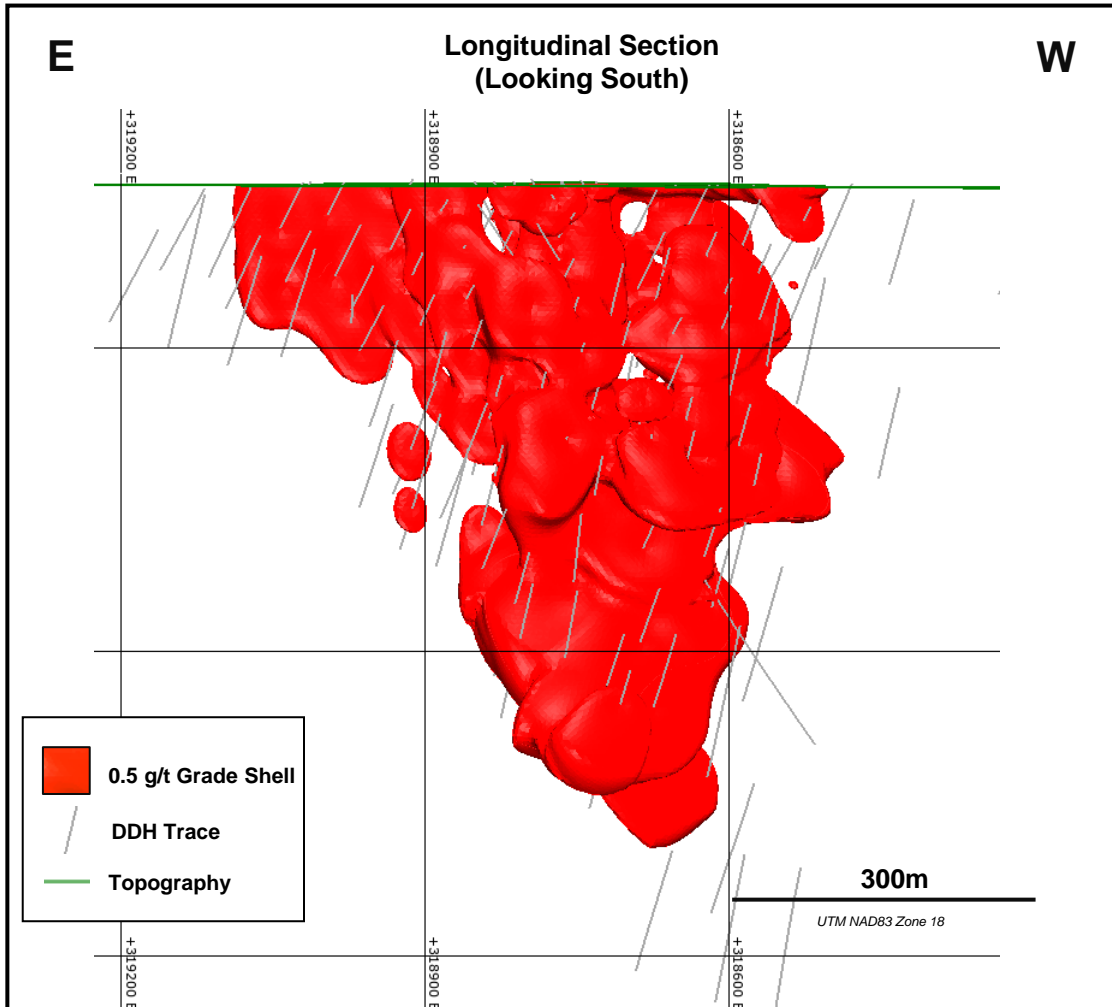 E
Longitudinal Section
(Looking South)
W
+319200 E
+318900 E
+318600 E
0.5 g/t Grade Shell
DDH Trace
Topography
300m
UTM NAD83 Zone 18
+319200 E
+318900 E
+318600 E